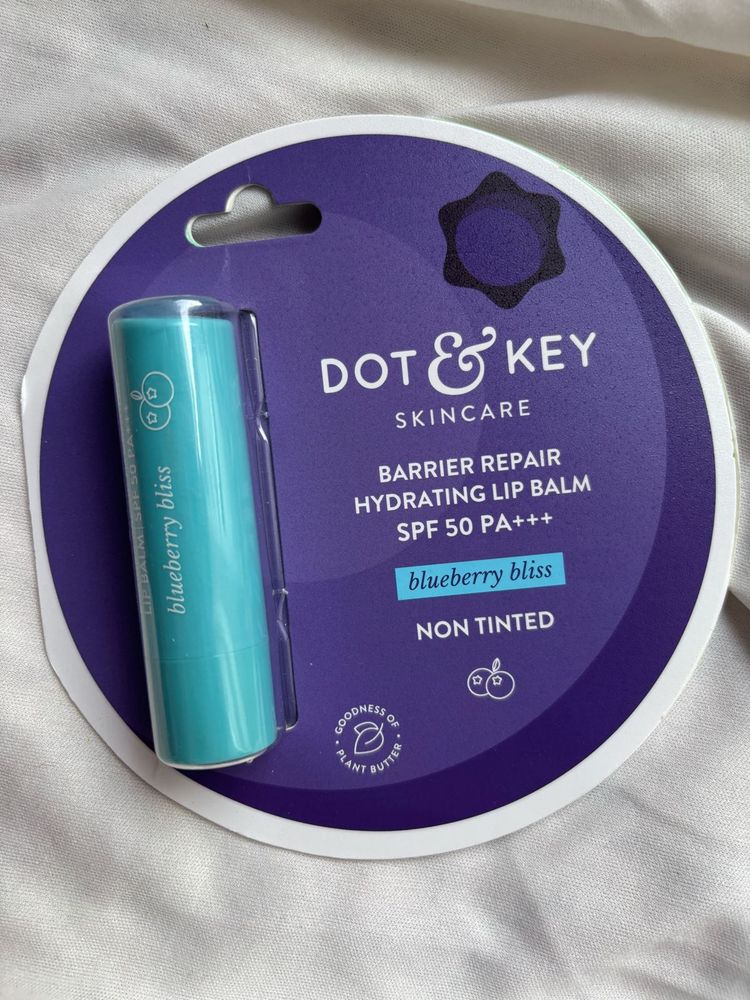 DOT & KEY
SKINCARE
BARRIER REPAIR
HYDRATING LIP BALM
SPF 50 PA+++
blueberry bliss
NON TINTED
GOODNESS OF
PLANT BUTTER
LIP BALM | SPF 50 PA+++
blueberry bliss